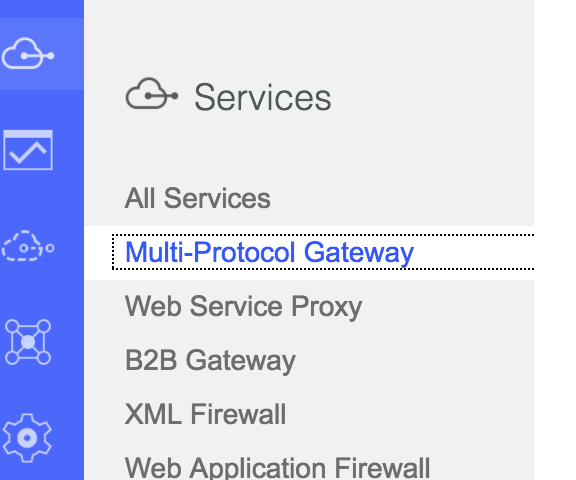 Services
All Services
Multi-Protocol Gateway
Web Service Proxy
B2B Gateway
XML Firewall
Web Application Firewall